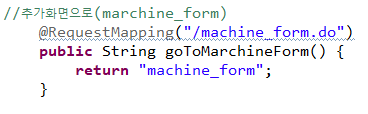 //추가화면으로(marchine_form)
@RequestMapping("/machine_form.do")
public String goToMarchineForm() {
return "machine_form";
}